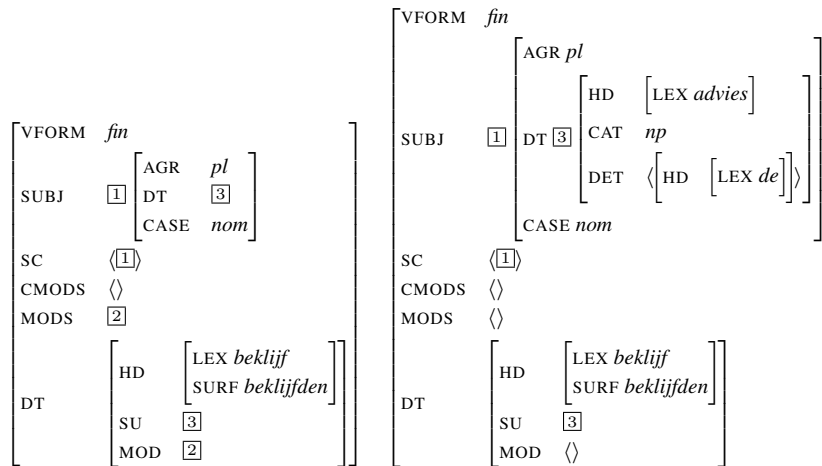 VFORM fin
SUBJ 1
AGR pl
DT 3
CASE nom
SC ⟨1⟩
CMODS ⟨⟩
MODS 2
DT
HD
LEX beklijf
SURF beklijfden
SU 3
MOD 2
VFORM fin
AGR pl
SUBJ 1
DT 3
HD [LEX advies]
CAT np
DET ⟨[HD [LEX de]]⟩
CASE nom
SC ⟨1⟩
CMODS ⟨⟩
MODS ⟨⟩
DT
HD
LEX beklijf
SURF beklijfden
SU 3
MOD ⟨⟩